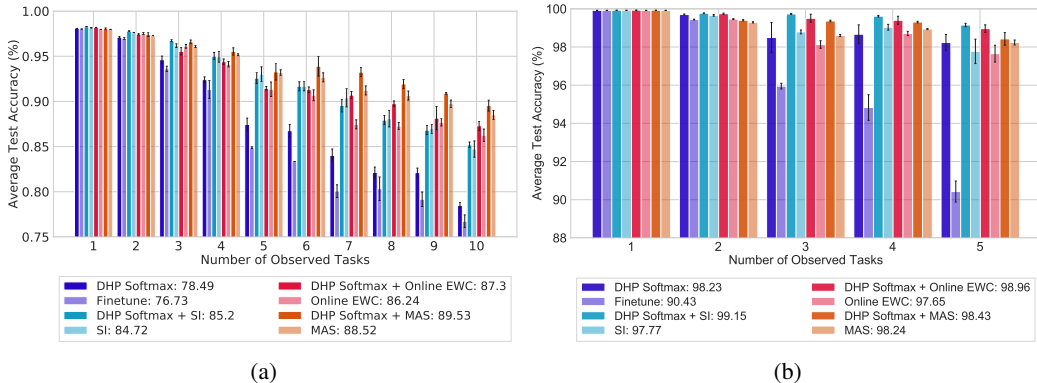 Average Test Accuracy (%)
1.00
0.95
0.90
0.85
0.80
0.75
1 2 3 4 5 6 7 8 9 10
Number of Observed Tasks
DHP Softmax: 78.49
Finetune: 76.73
DHP Softmax + SI: 85.2
SI: 84.72
DHP Softmax + Online EWC: 87.3
Online EWC: 86.24
DHP Softmax + MAS: 89.53
MAS: 88.52
(a)
Average Test Accuracy (%)
100
98
96
94
92
90
88
1 2 3 4 5
Number of Observed Tasks
DHP Softmax: 98.23
Finetune: 90.43
DHP Softmax + SI: 99.15
SI: 97.77
DHP Softmax + Online EWC: 98.96
Online EWC: 97.65
DHP Softmax + MAS: 98.43
MAS: 98.24
(b)